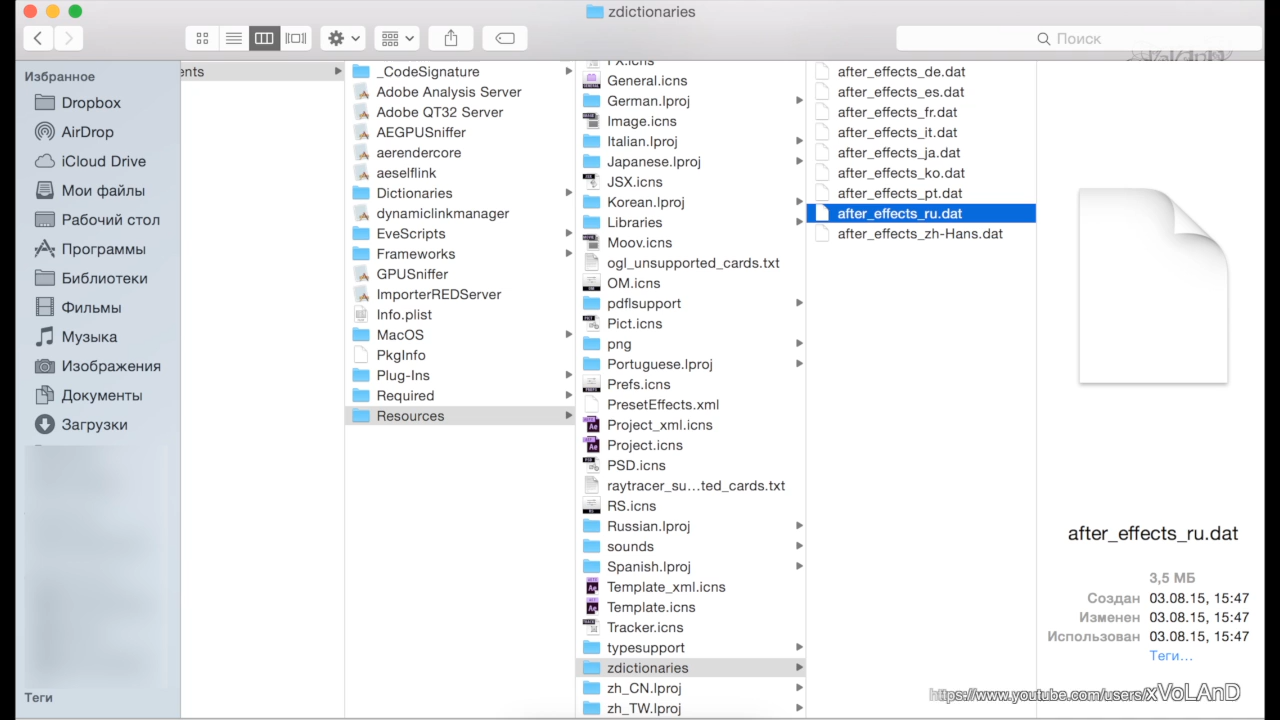 zdictionaries
Поиск
Избранное
Dropbox
AirDrop
iCloud Drive
Мои файлы
Рабочий стол
Программы
Библиотеки
Фильмы
Музыка
Изображения
Документы
Загрузки
Теги
ents
_CodeSignature
Adobe Analysis Server
Adobe QT32 Server
AEGPUSniffer
aerendercore
aeselflink
Dictionaries
dynamiclinkmanager
EveScripts
Frameworks
GPUSniffer
ImporterREDServer
Info.plist
MacOS
PkgInfo
Plug-Ins
Required
Resources
FX.icns
General.icns
German.lproj
Image.icns
Italian.lproj
Japanese.lproj
JSX.icns
Korean.lproj
Libraries
Moov.icns
ogl_unsupported_cards.txt
OM.icns
pdflsupport
Pict.icns
png
Portuguese.lproj
Prefs.icns
PresetEffects.xml
Project_xml.icns
Project.icns
PSD.icns
raytracer_su…ted_cards.txt
RS.icns
Russian.lproj
sounds
Spanish.lproj
Template_xml.icns
Template.icns
Tracker.icns
typesupport
zdictionaries
zh_CN.lproj
zh_TW.lproj
after_effects_de.dat
after_effects_es.dat
after_effects_fr.dat
after_effects_it.dat
after_effects_ja.dat
after_effects_ko.dat
after_effects_pt.dat
after_effects_ru.dat
after_effects_zh-Hans.dat
after_effects_ru.dat
3,5 МБ
Создан 03.08.15, 15:47
Изменен 03.08.15, 15:47
Использован 03.08.15, 15:47
Теги…
https://www.youtube.com/users/xVoLAnD